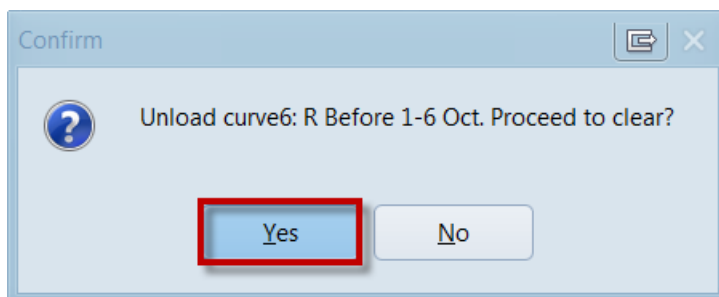 Confirm
Unload curve6: R Before 1-6 Oct. Proceed to clear?
Yes
No